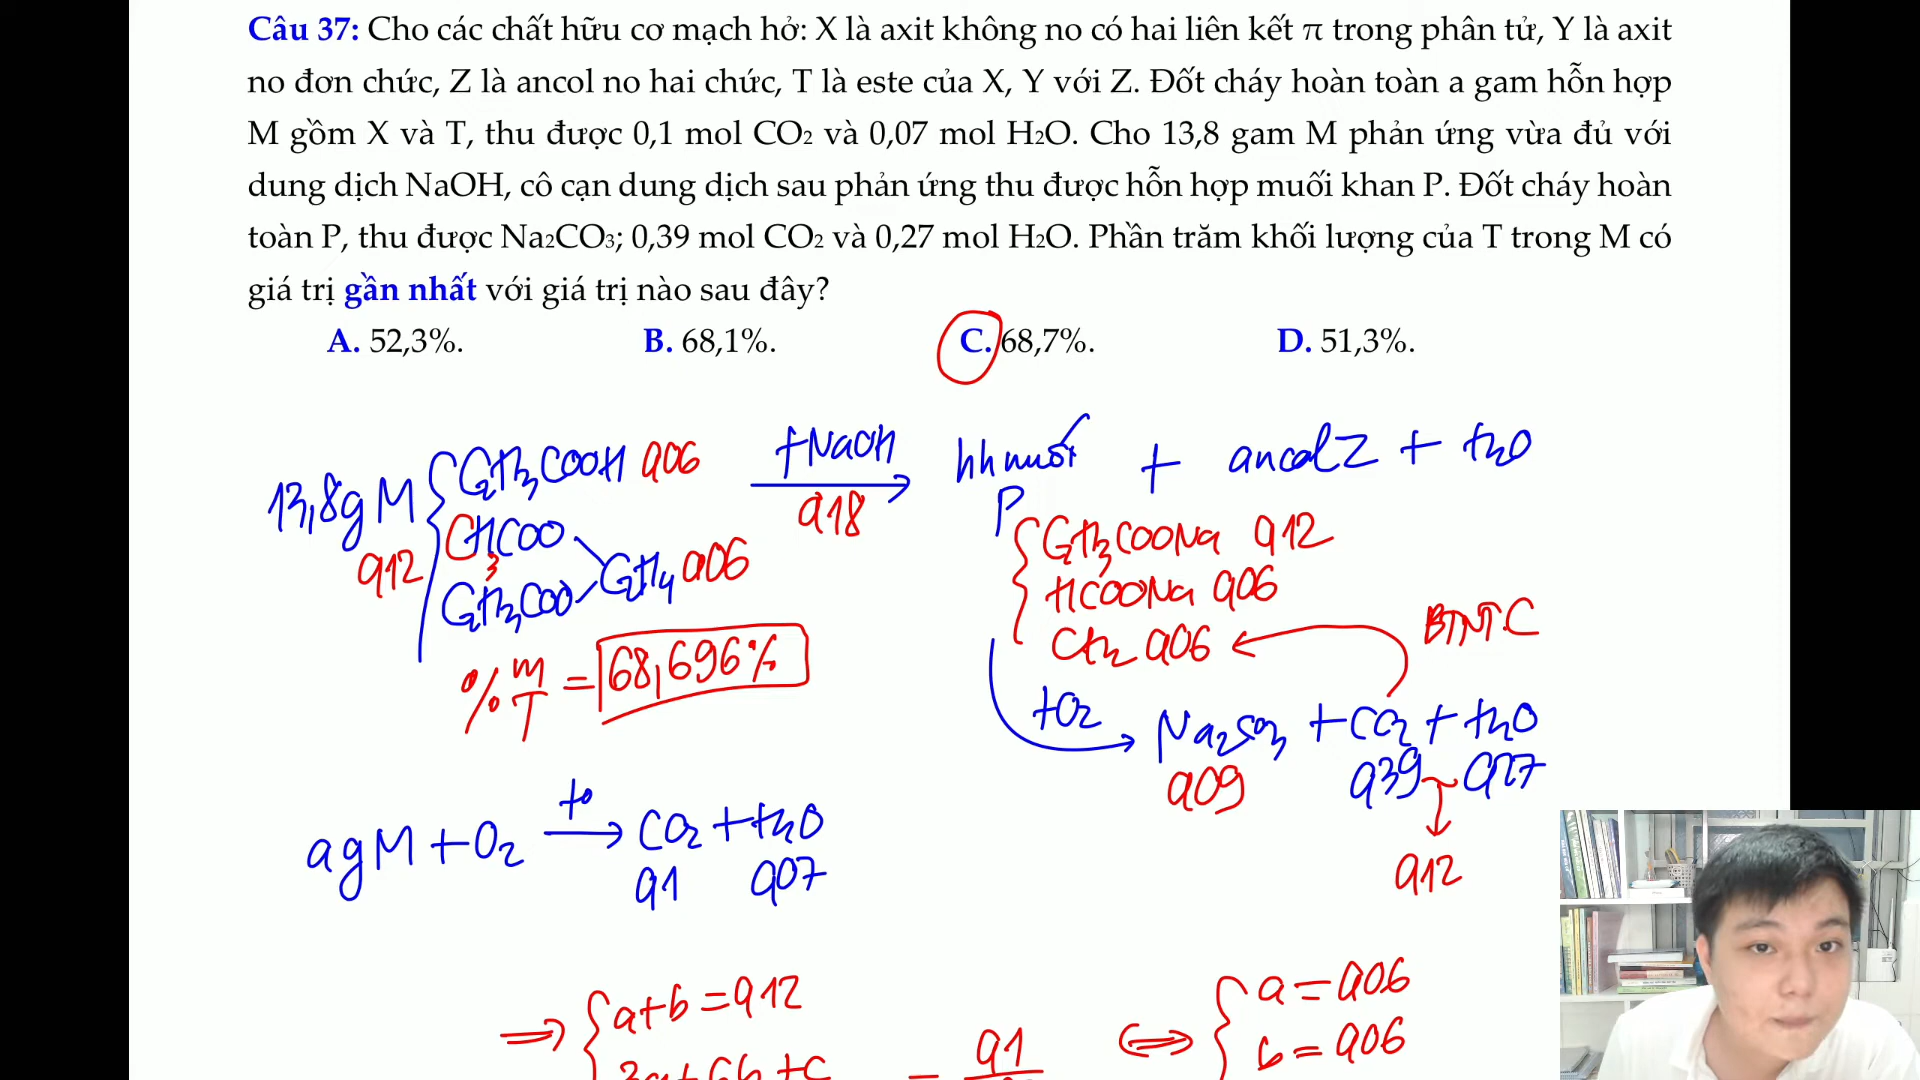 Câu 37: Cho các chất hữu cơ mạch hở: X là axit không no có hai liên kết π trong phân tử, Y là axit
no đơn chức, Z là ancol no hai chức, T là este của X, Y với Z. Đốt cháy hoàn toàn a gam hỗn hợp
M gồm X và T, thu được 0,1 mol CO₂ và 0,07 mol H₂O. Cho 13,8 gam M phản ứng vừa đủ với
dung dịch NaOH, cô cạn dung dịch sau phản ứng thu được hỗn hợp muối khan P. Đốt cháy hoàn
toàn P, thu được Na₂CO₃; 0,39 mol CO₂ và 0,27 mol H₂O. Phần trăm khối lượng của T trong M có
giá trị gần nhất với giá trị nào sau đây?
A. 52,3%. B. 68,1%. C. 68,7%. D. 51,3%.
13,8g M C₂H₃COOH 0,06 +NaOH hh muối + ancol Z + H₂O
0,18 P
0,12 CH₃COO C₂H₃COONa 0,12
C₂H₄ 0,06 HCOONa 0,06
C₂H₃COO CH₂ 0,06 BTNT.C
% m T = 68,696%
+O₂ Na₂CO₃ + CO₂ + H₂O
0,09 0,39 0,27
a g M + O₂ t° CO₂ + H₂O
0,1 0,07 0,12
⇒ a+b = 0,12 ⇔ a = 0,06
0,1 b = 0,06
3a+6b+c =